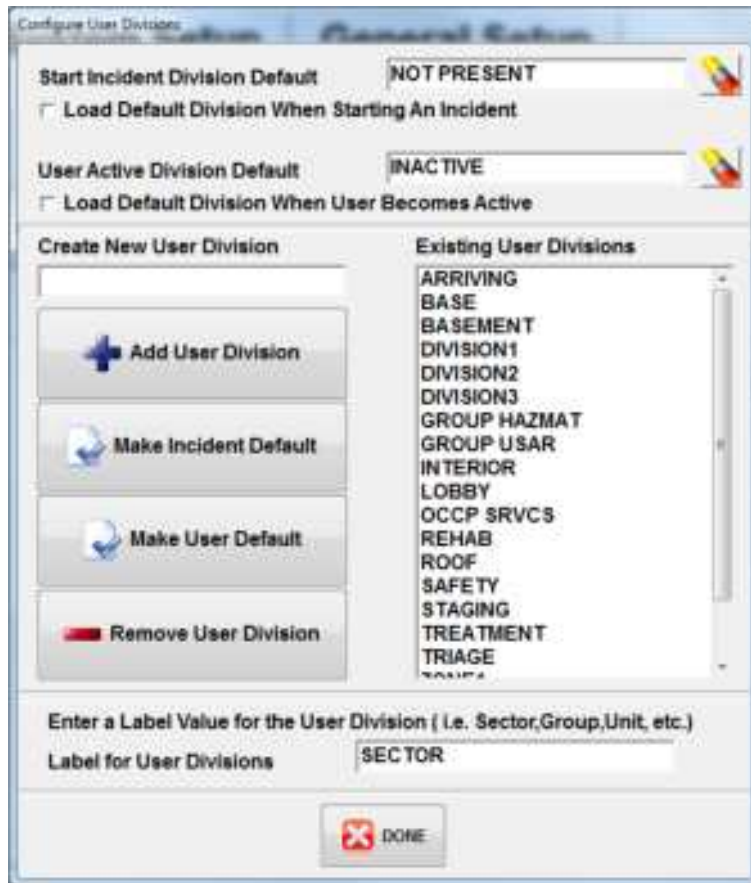 Configure User Divisions
Setup General Setup
Start Incident Division Default NOT PRESENT
Load Default Division When Starting An Incident
User Active Division Default INACTIVE
Load Default Division When User Becomes Active
Create New User Division
Add User Division
Make Incident Default
Make User Default
Remove User Division
Existing User Divisions
ARRIVING
BASE
BASEMENT
DIVISION1
DIVISION2
DIVISION3
GROUP HAZMAT
GROUP USAR
INTERIOR
LOBBY
OCCP SRVCS
REHAB
ROOF
SAFETY
STAGING
TREATMENT
TRIAGE
ZONE1
Enter a Label Value for the User Division ( i.e. Sector,Group,Unit, etc.)
Label for User Divisions SECTOR
DONE